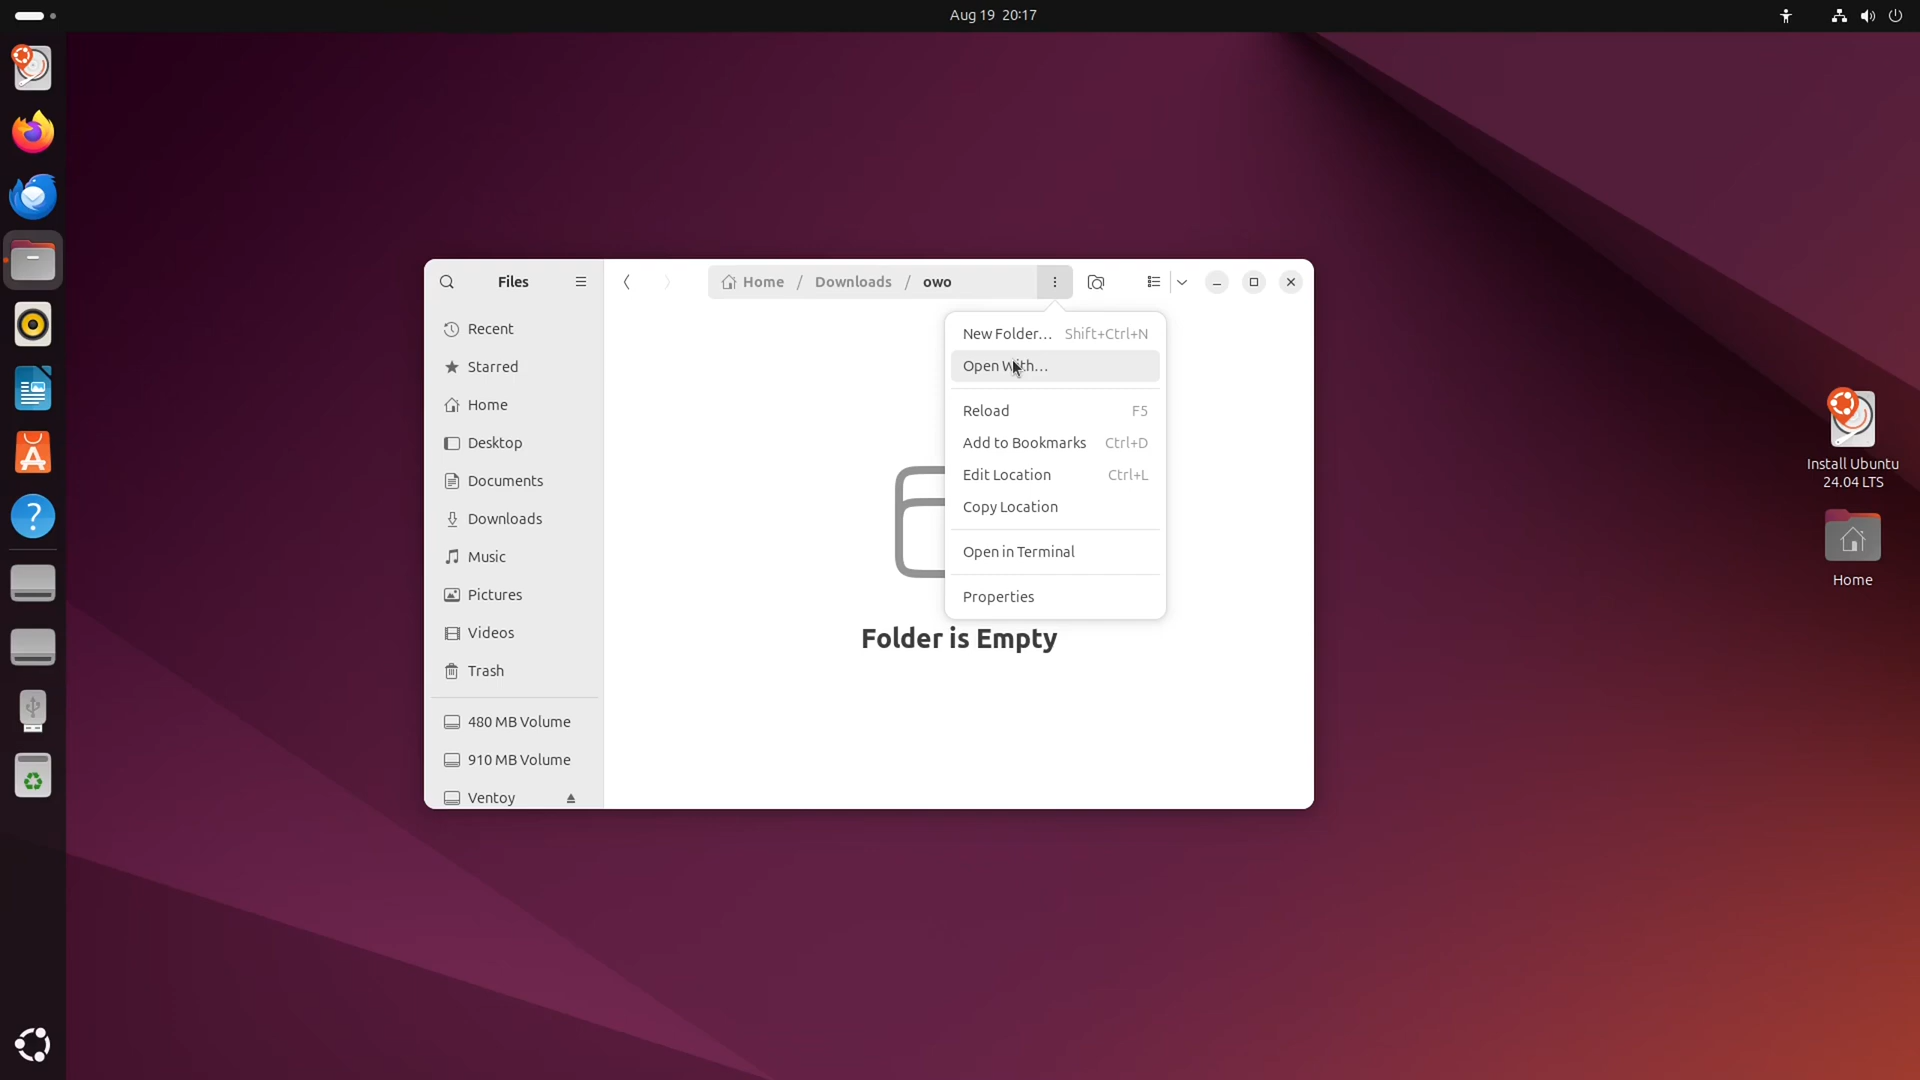 Aug 19 20:17
Files
Home / Downloads / owo
Recent
Starred
Home
Desktop
Documents
Downloads
Music
Pictures
Videos
Trash
480 MB Volume
910 MB Volume
Ventoy
New Folder... Shift+Ctrl+N
Open With...
Reload F5
Add to Bookmarks Ctrl+D
Edit Location Ctrl+L
Copy Location
Open in Terminal
Properties
Folder is Empty
Install Ubuntu
24.04 LTS
Home